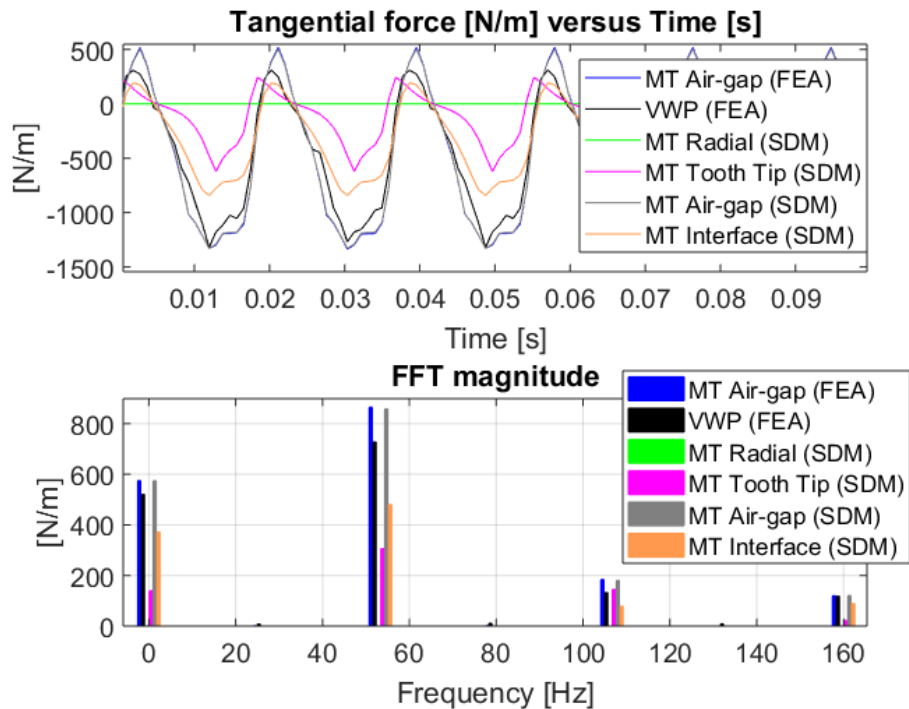 Tangential force [N/m] versus Time [s]
500
0
-500
-1000
-1500
[N/m]
MT Air-gap (FEA)
VWP (FEA)
MT Radial (SDM)
MT Tooth Tip (SDM)
MT Air-gap (SDM)
MT Interface (SDM)
0.01 0.02 0.03 0.04 0.05 0.06 0.07 0.08 0.09
Time [s]
FFT magnitude
800
600
400
200
0
[N/m]
MT Air-gap (FEA)
VWP (FEA)
MT Radial (SDM)
MT Tooth Tip (SDM)
MT Air-gap (SDM)
MT Interface (SDM)
0 20 40 60 80 100 120 140 160
Frequency [Hz]